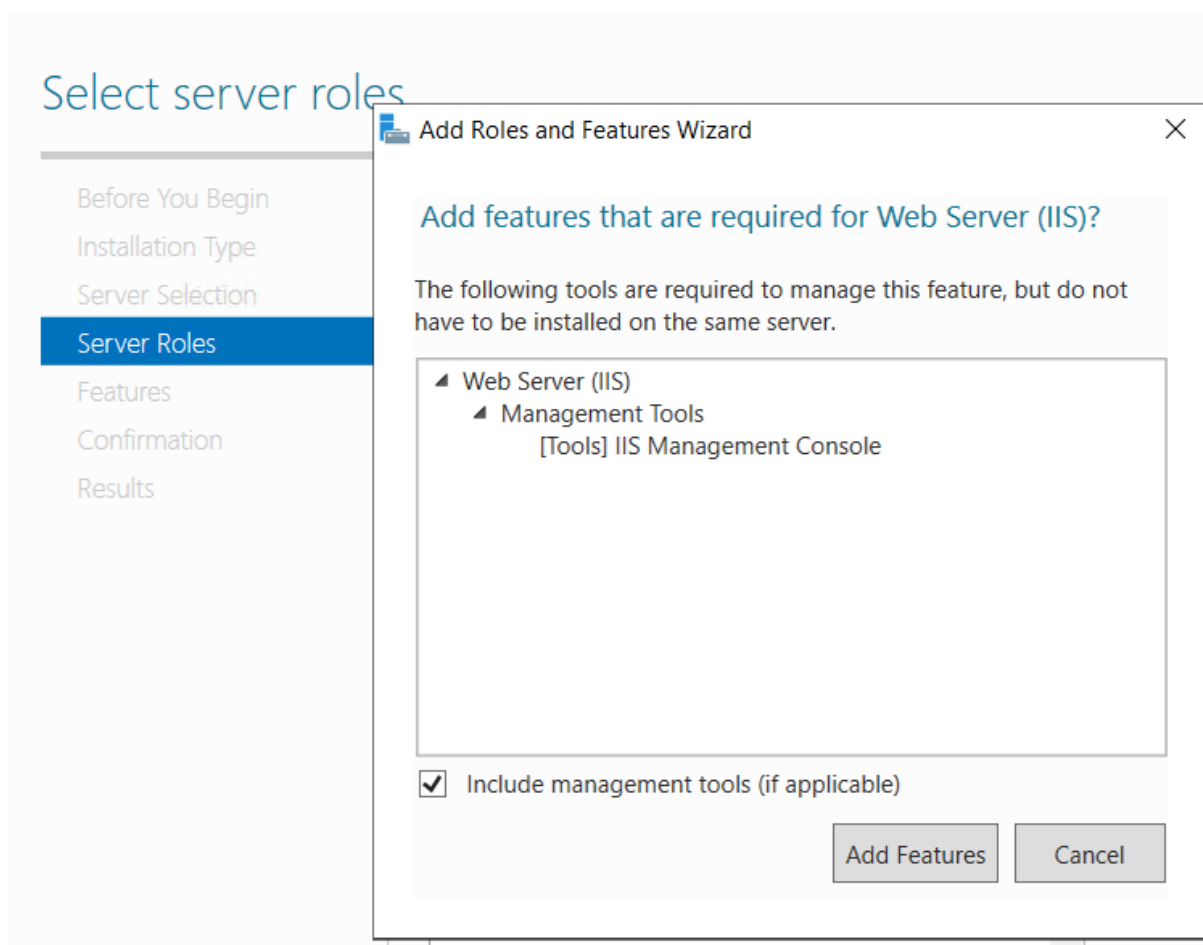 Select server roles
Before You Begin
Installation Type
Server Selection
Server Roles
Features
Confirmation
Results
Add Roles and Features Wizard
Add features that are required for Web Server (IIS)?
The following tools are required to manage this feature, but do not
have to be installed on the same server.
Web Server (IIS)
Management Tools
[Tools] IIS Management Console
Include management tools (if applicable)
Add Features
Cancel